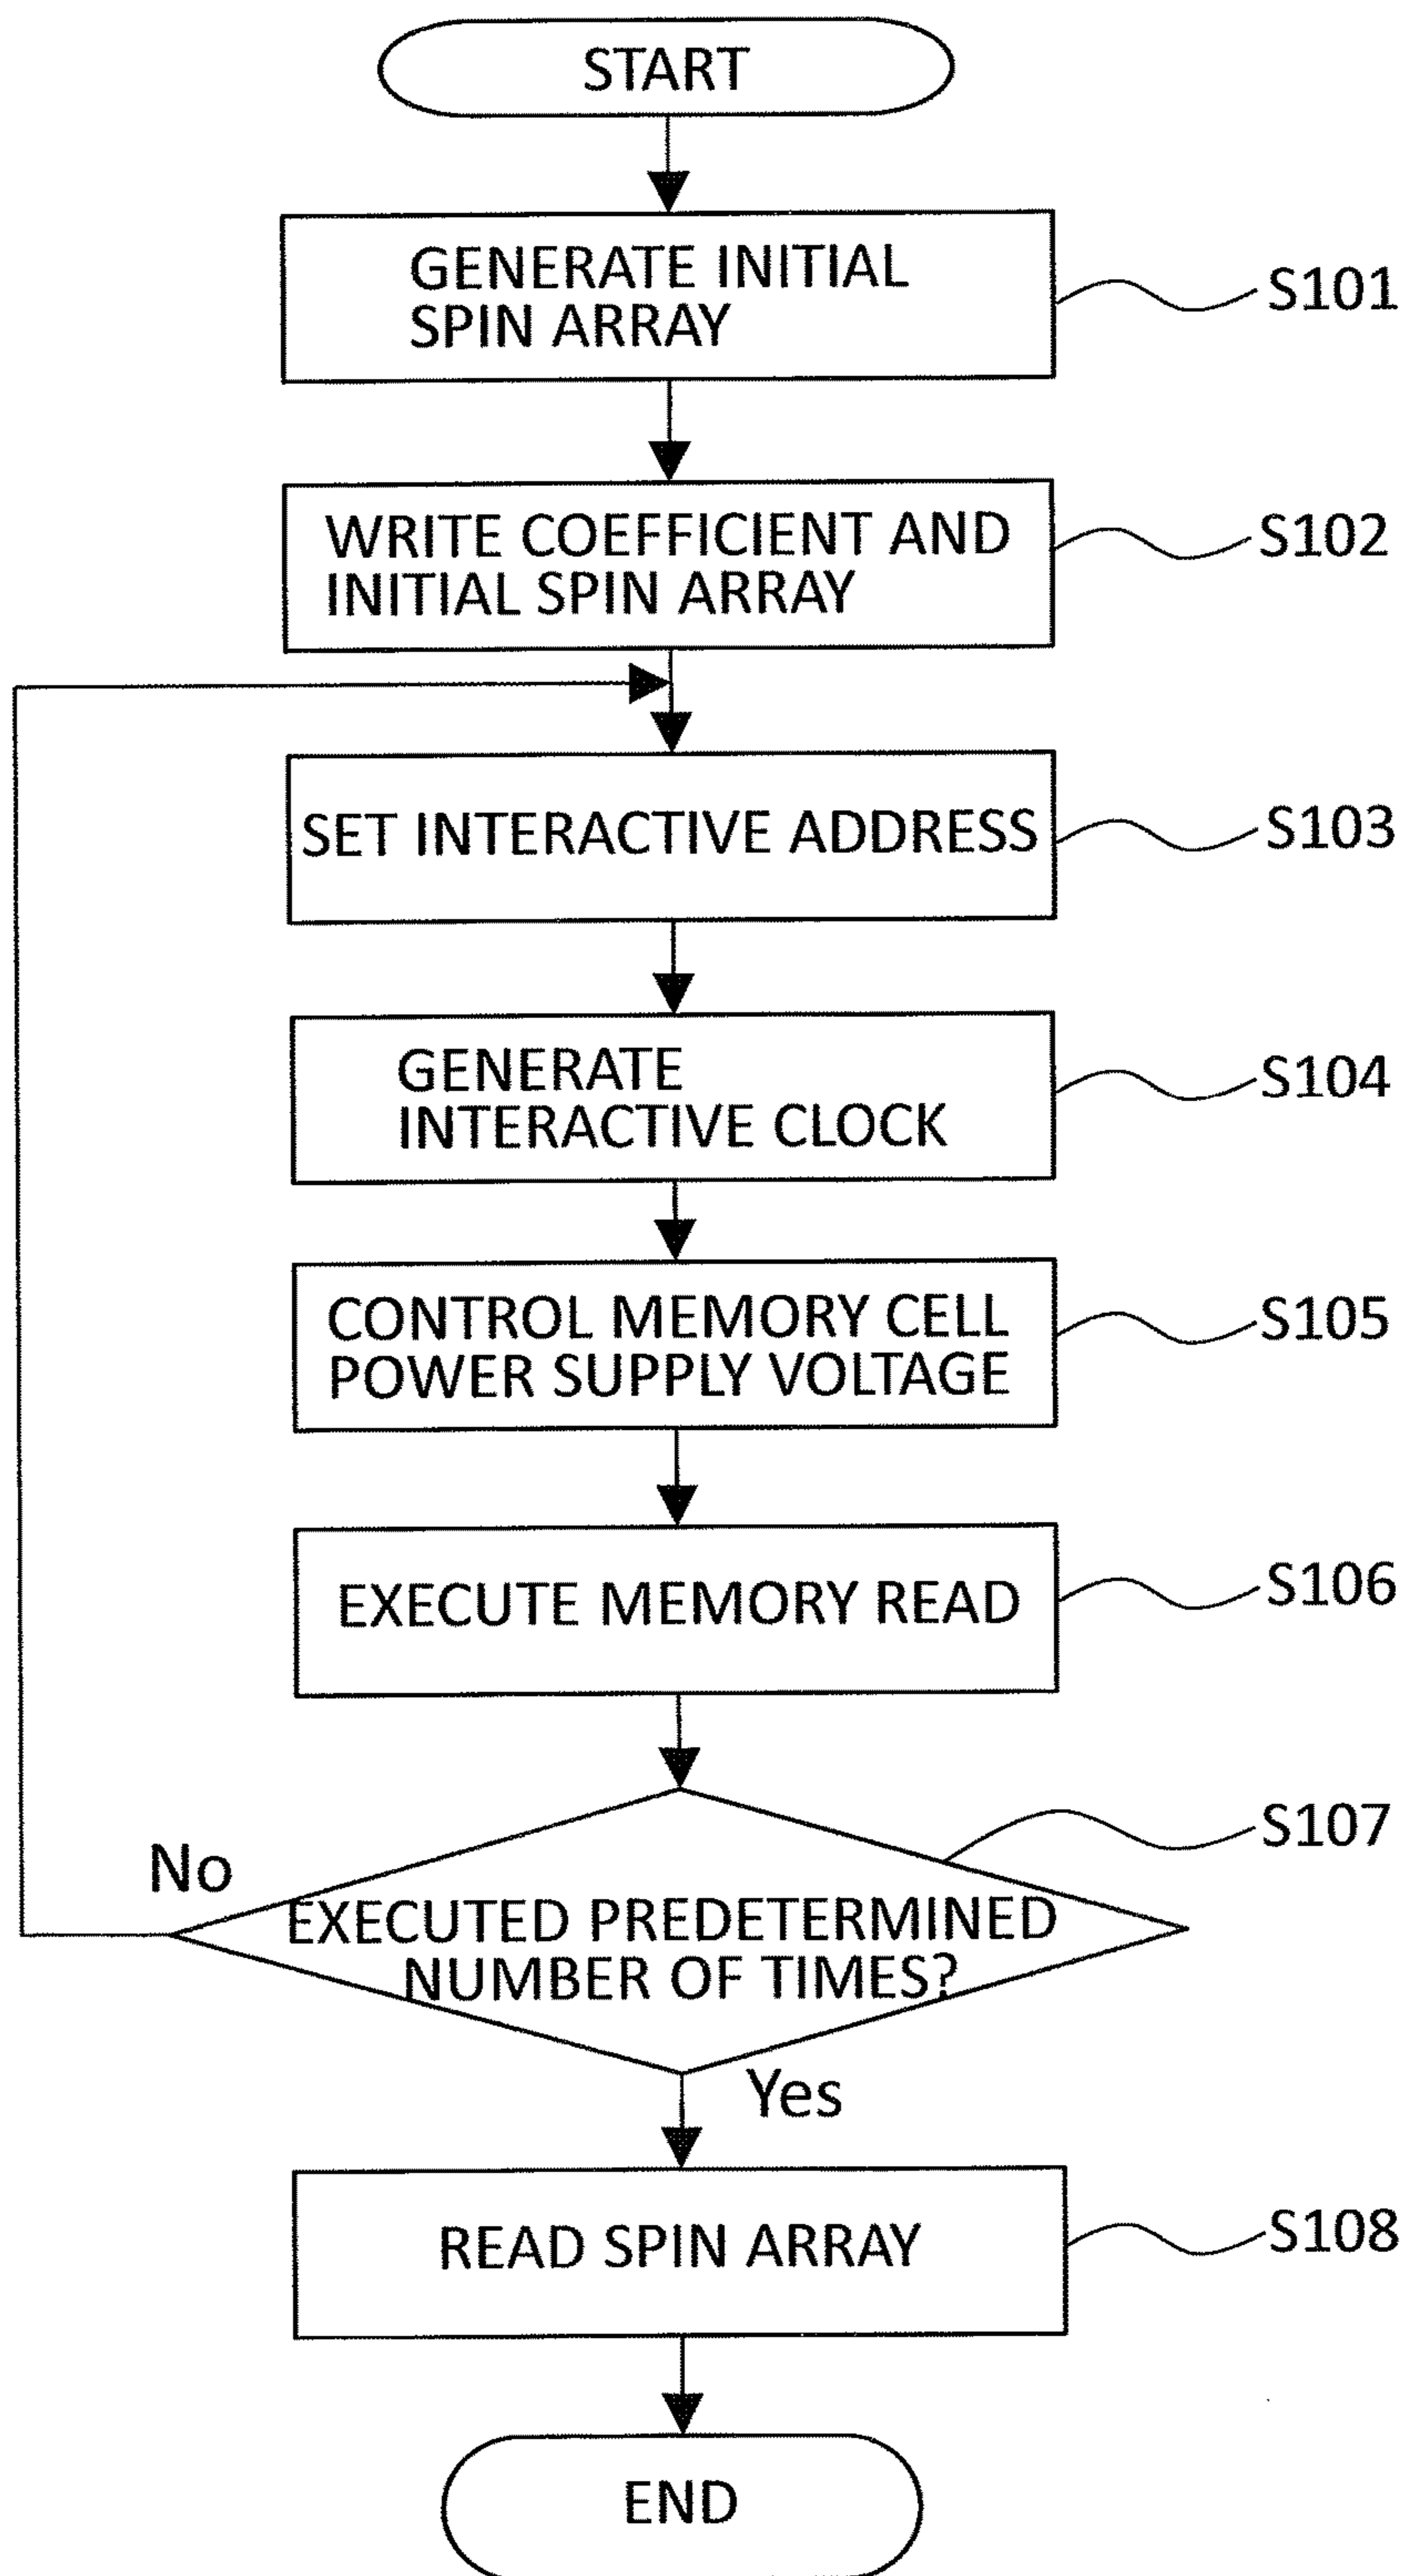 START
GENERATE INITIAL
SPIN ARRAY
S101
WRITE COEFFICIENT AND
INITIAL SPIN ARRAY
S102
SET INTERACTIVE ADDRESS
S103
GENERATE
INTERACTIVE CLOCK
S104
CONTROL MEMORY CELL
POWER SUPPLY VOLTAGE
S105
EXECUTE MEMORY READ
S106
S107
No
EXECUTED PREDETERMINED
NUMBER OF TIMES?
Yes
READ SPIN ARRAY
S108
END